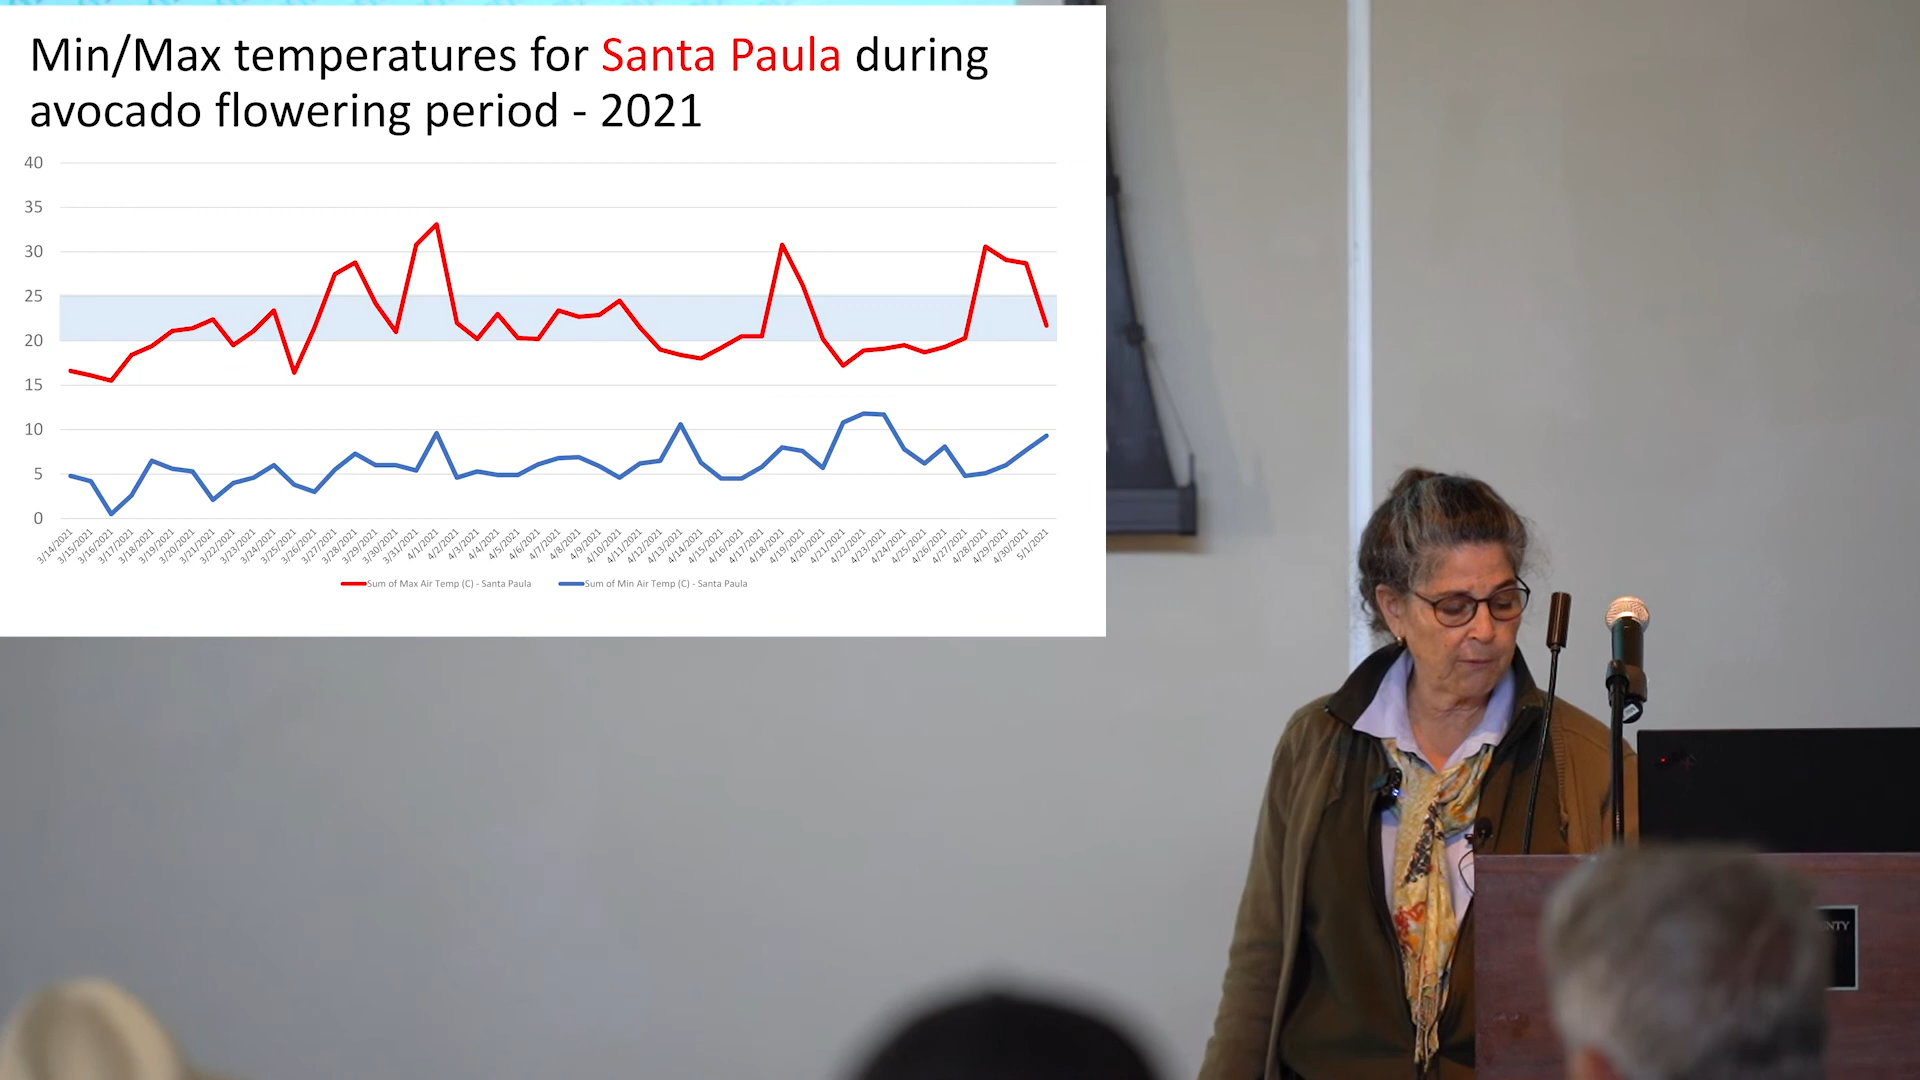 Min/Max temperatures for Santa Paula during
avocado flowering period - 2021
40
35
30
25
20
15
10
5
0
3/14/2021 3/15/2021 3/16/2021 3/17/2021 3/18/2021 3/19/2021 3/20/2021 3/21/2021 3/22/2021 3/23/2021 3/24/2021 3/25/2021 3/26/2021 3/27/2021 3/28/2021 3/29/2021 3/30/2021 3/31/2021 4/1/2021 4/2/2021 4/3/2021 4/4/2021 4/5/2021 4/6/2021 4/7/2021 4/8/2021 4/9/2021 4/10/2021 4/11/2021 4/12/2021 4/13/2021 4/14/2021 4/15/2021 4/16/2021 4/17/2021 4/18/2021 4/19/2021 4/20/2021 4/21/2021 4/22/2021 4/23/2021 4/24/2021 4/25/2021 4/26/2021 4/27/2021 4/28/2021 4/29/2021 4/30/2021 5/1/2021
Sum of Max Air Temp (C) - Santa Paula Sum of Min Air Temp (C) - Santa Paula
NTY